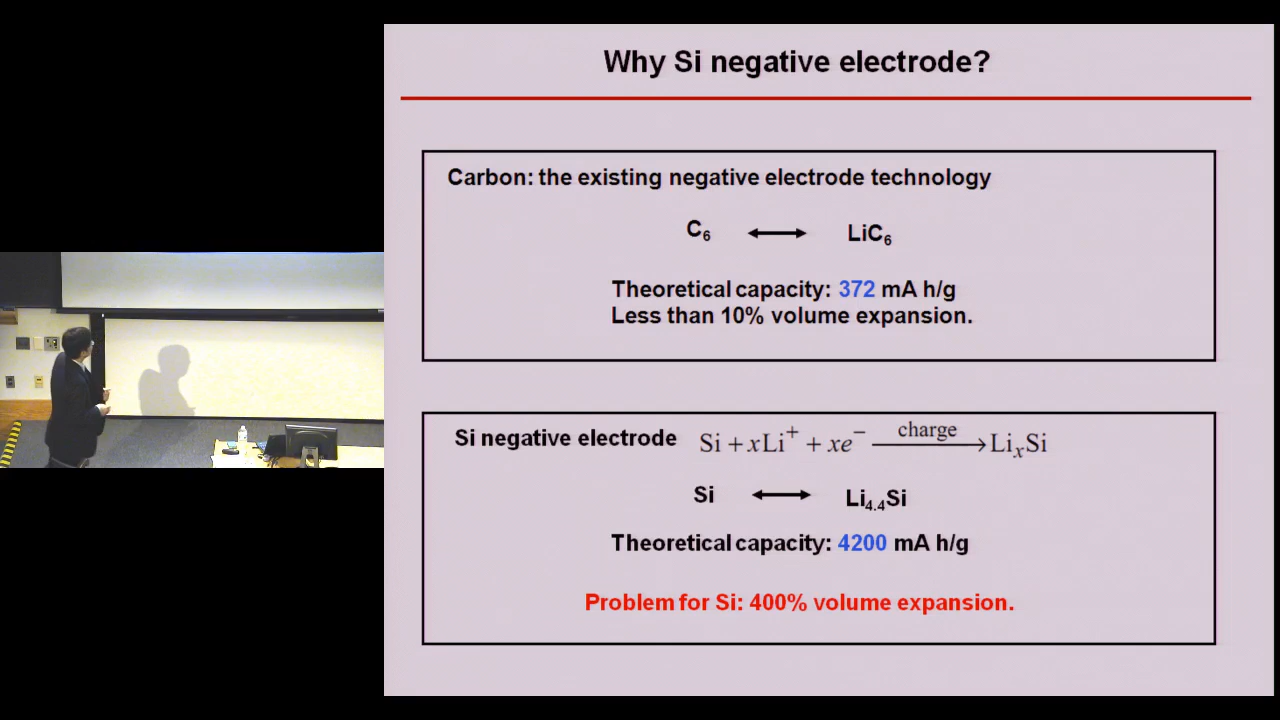 Why Si negative electrode?
Carbon: the existing negative electrode technology
C₆ ⟷ LiC₆
Theoretical capacity: 372 mA h/g
Less than 10% volume expansion.
Si negative electrode Si + xLi⁺ + xe⁻ charge → LiₓSi
Si ⟷ Li₄.₄Si
Theoretical capacity: 4200 mA h/g
Problem for Si: 400% volume expansion.